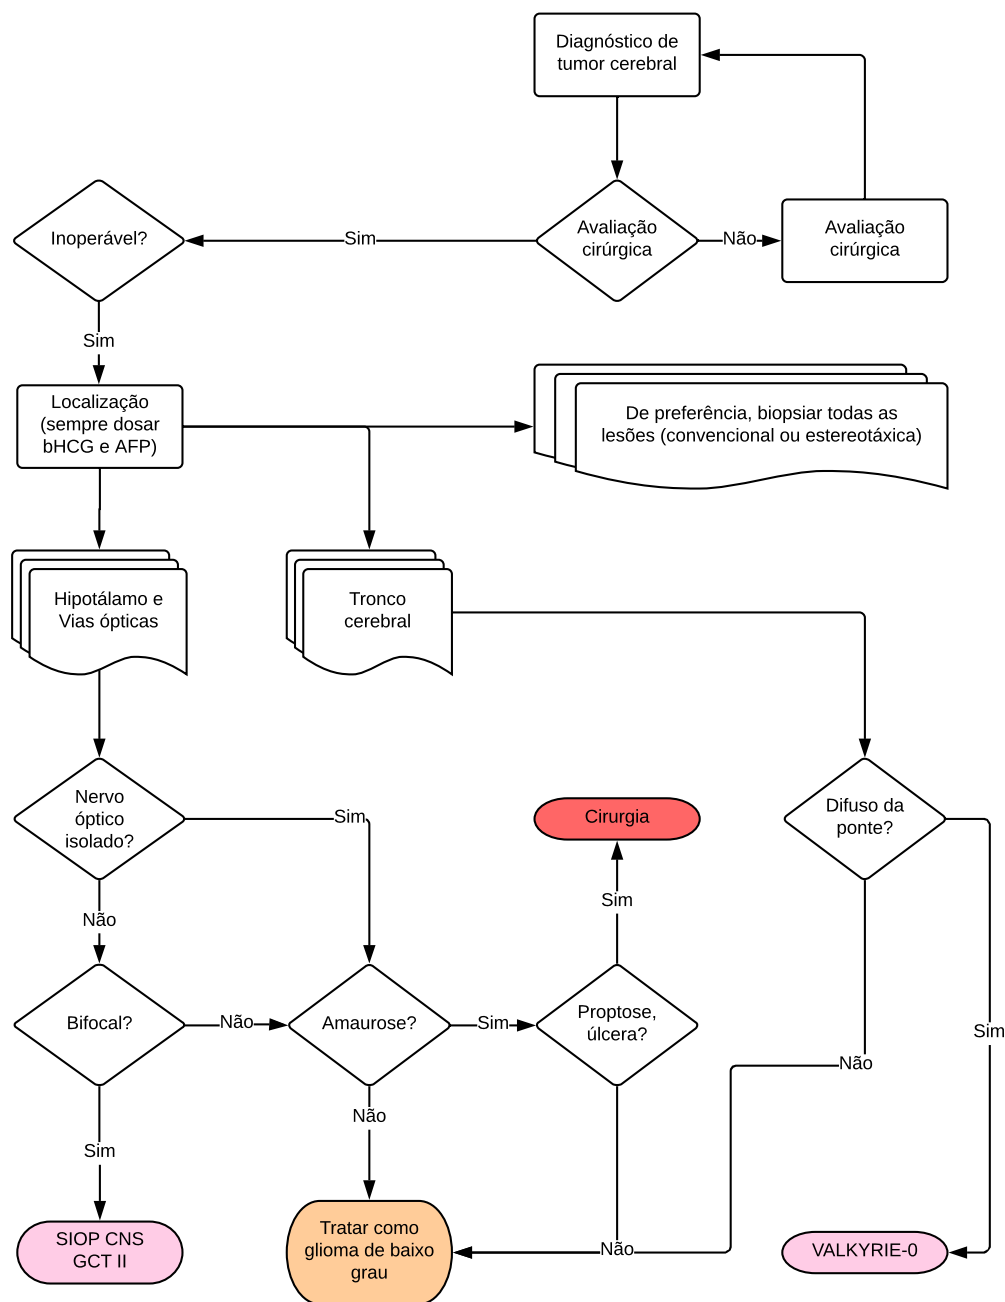 Diagnóstico de
tumor cerebral
Inoperável?
Sim
Avaliação
cirúrgica
Não
Avaliação
cirúrgica
Sim
Localização
(sempre dosar
bHCG e AFP)
De preferência, biopsiar todas as
lesões (convencional ou estereotáxica)
Hipotálamo e
Vias ópticas
Tronco
cerebral
Nervo
óptico
isolado?
Sim
Cirurgia
Difuso da
ponte?
Não
Sim
Bifocal?
Não
Amaurose?
Sim
Proptose,
úlcera?
Sim
Não
Não
Sim
SIOP CNS
GCT II
Tratar como
glioma de baixo
grau
Não
VALKYRIE-0